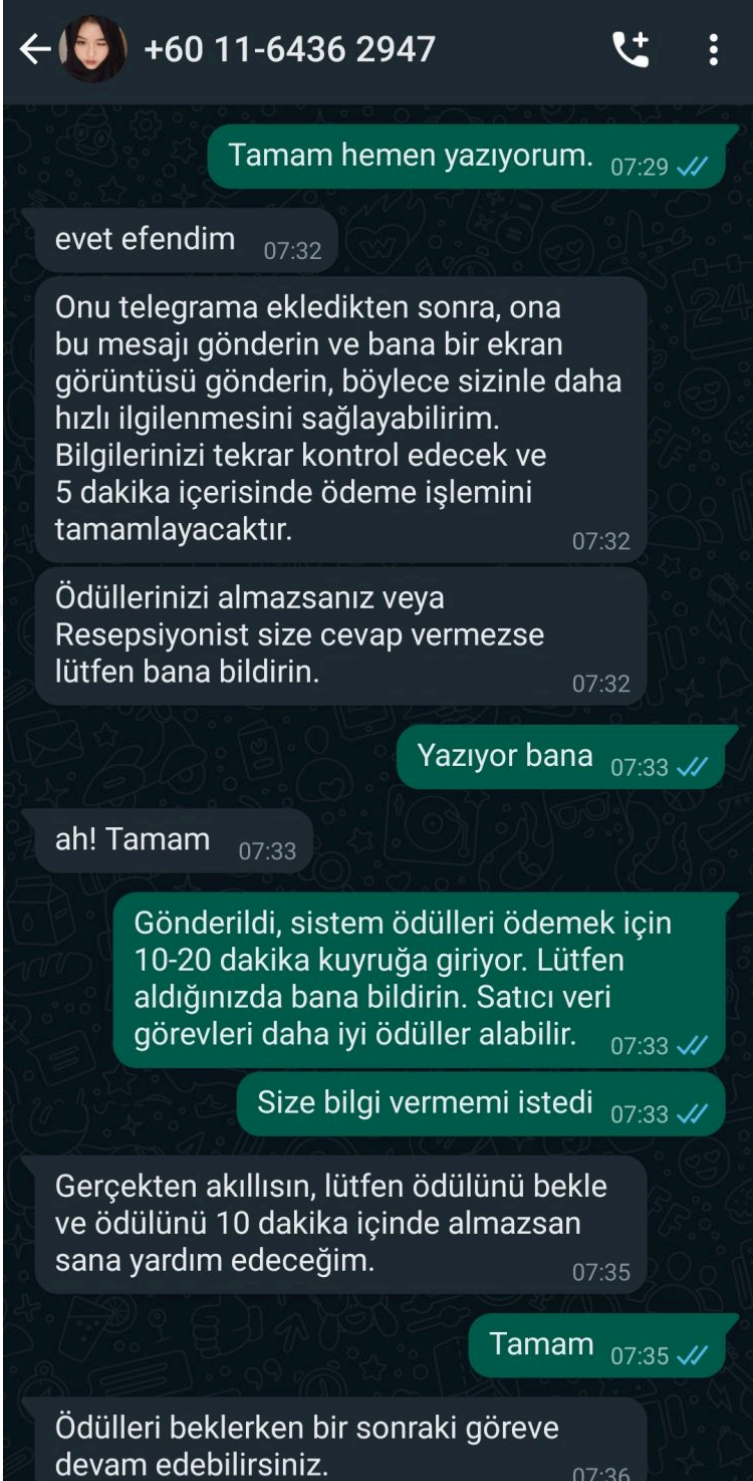 +60 11-6436 2947
Tamam hemen yazıyorum. 07:29
evet efendim 07:32
Onu telegrama ekledikten sonra, ona
bu mesajı gönderin ve bana bir ekran
görüntüsü gönderin, böylece sizinle daha
hızlı ilgilenmesini sağlayabilirim.
Bilgilerinizi tekrar kontrol edecek ve
5 dakika içerisinde ödeme işlemini
tamamlayacaktır. 07:32
Ödüllerinizi almazsanız veya
Resepsiyonist size cevap vermezse
lütfen bana bildirin. 07:32
Yazıyor bana 07:33
ah! Tamam 07:33
Gönderildi, sistem ödülleri ödemek için
10-20 dakika kuyruğa giriyor. Lütfen
aldığınızda bana bildirin. Satıcı veri
görevleri daha iyi ödüller alabilir. 07:33
Size bilgi vermemi istedi 07:33
Gerçekten akıllısın, lütfen ödülünü bekle
ve ödülünü 10 dakika içinde almazsan
sana yardım edeceğim. 07:35
Tamam 07:35
Ödülleri beklerken bir sonraki göreve
devam edebilirsiniz. 07:36